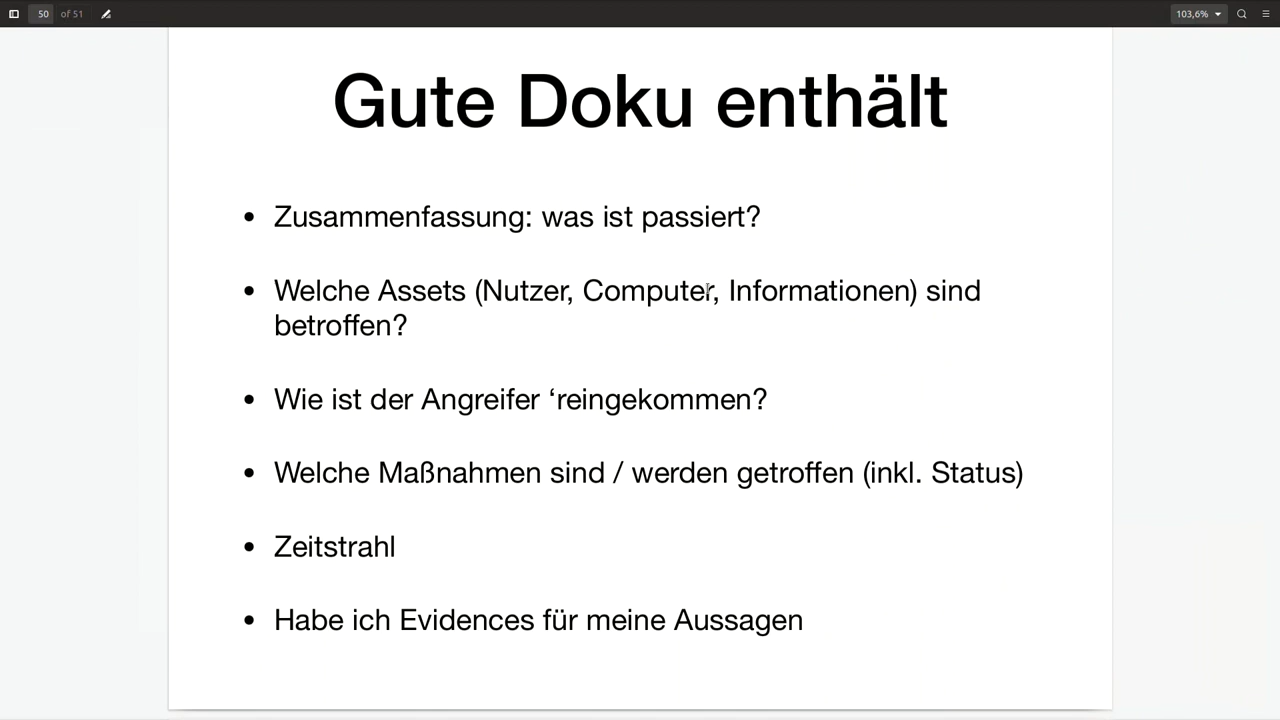 50 of 51
103,6%
Gute Doku enthält
• Zusammenfassung: was ist passiert?
• Welche Assets (Nutzer, Computer, Informationen) sind
betroffen?
• Wie ist der Angreifer ‘reingekommen?
• Welche Maßnahmen sind / werden getroffen (inkl. Status)
• Zeitstrahl
• Habe ich Evidences für meine Aussagen